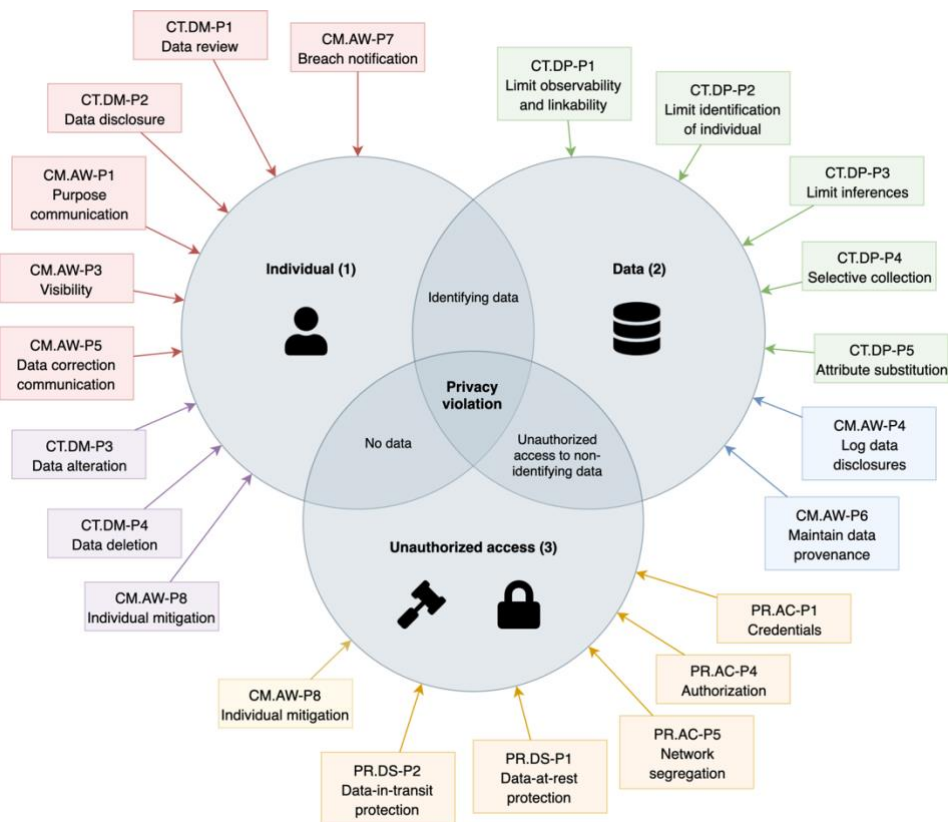 CT.DM-P1
Data review
CM.AW-P7
Breach notification
CT.DP-P1
Limit observability
and linkability
CT.DP-P2
Limit identification
of individual
CT.DM-P2
Data disclosure
CM.AW-P1
Purpose
communication
CT.DP-P3
Limit inferences
CM.AW-P3
Visibility
Individual (1)
Data (2)
CT.DP-P4
Selective collection
Identifying data
CM.AW-P5
Data correction
communication
CT.DP-P5
Attribute substitution
Privacy
violation
CT.DM-P3
Data alteration
No data
Unauthorized
access to non-
identifying data
CM.AW-P4
Log data
disclosures
CT.DM-P4
Data deletion
CM.AW-P6
Maintain data
provenance
Unauthorized access (3)
CM.AW-P8
Individual mitigation
PR.AC-P1
Credentials
PR.AC-P4
Authorization
CM.AW-P8
Individual mitigation
PR.AC-P5
Network
segregation
PR.DS-P2
Data-in-transit
protection
PR.DS-P1
Data-at-rest
protection